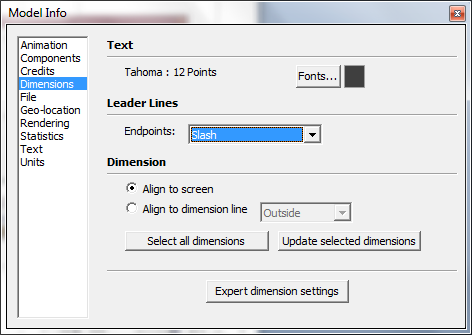 Model Info
Animation
Components
Credits
Dimensions
File
Geo-location
Rendering
Statistics
Text
Units
Text
Tahoma : 12 Points
Fonts...
Leader Lines
Endpoints:
Slash
Dimension
Align to screen
Align to dimension line
Outside
Select all dimensions
Update selected dimensions
Expert dimension settings